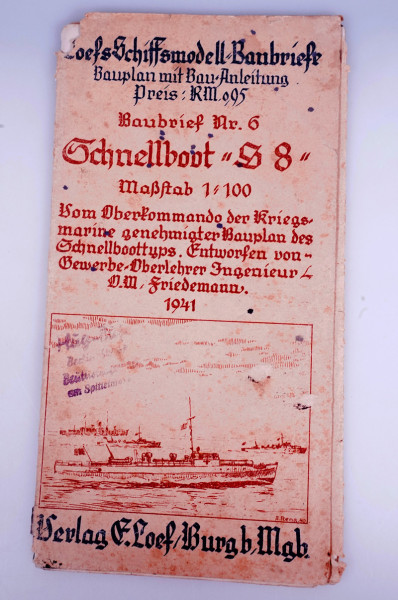 Loefs Schiffsmodell-Baubriefe
Bauplan mit Bau-Anleitung
Preis: RM. 0,95
Baubrief Nr. 6
Schnellboot "S 8"
Maßstab 1:100
Vom Oberkommando der Kriegs-
marine genehmigter Bauplan des
Schnellboottyps. Entworfen von-
Gewerbe-Oberlehrer Ingenieur
O.M. Friedemann.
1941
am
Verlag E. Loef/Burg b. Mgb.